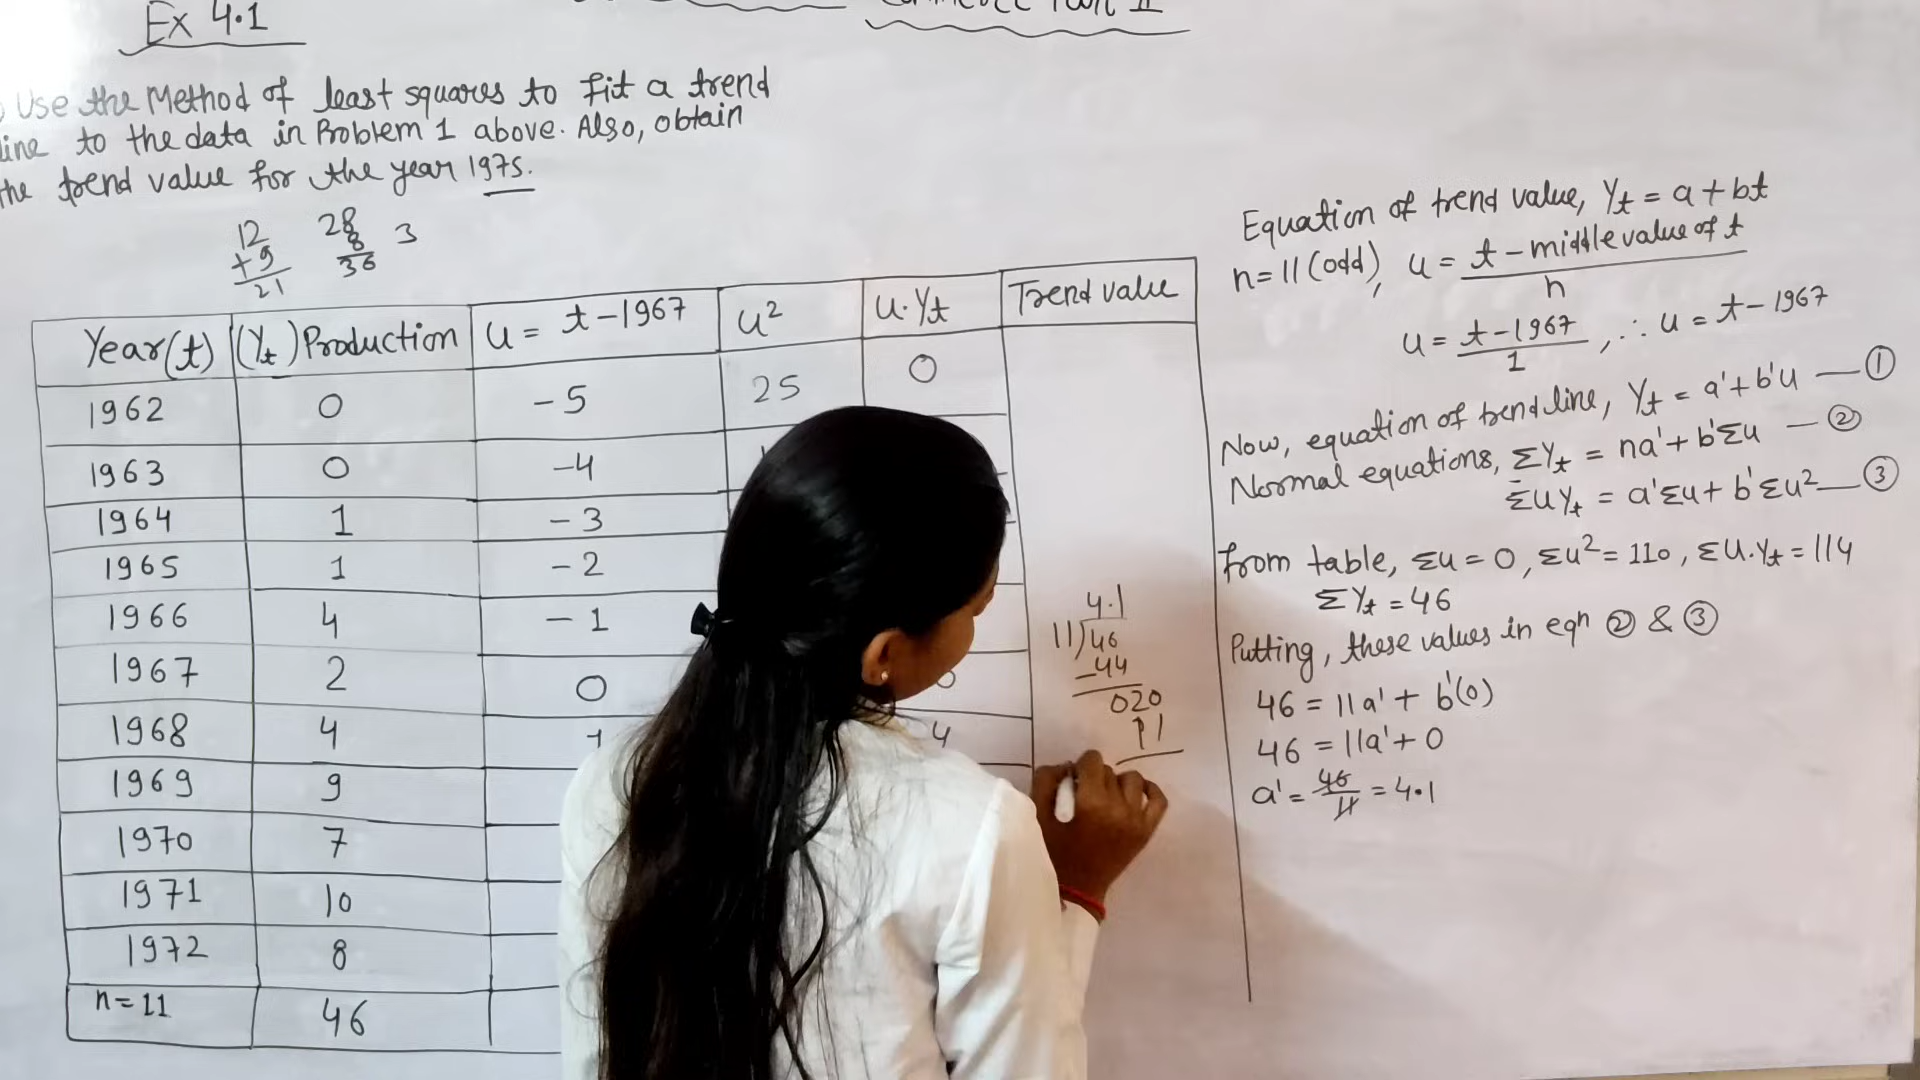 Ex 4.1
Part II
Use the Method of least squares to fit a trend
line to the data in Problem 1 above. Also, obtain
the trend value for the year 1975.
12
+9
21
28
8
36
3
Year(t) (Yt) Production u = t-1967 u² u.Yt Trend value
1962 0 -5 25 0
1963 0 -4
1964 1 -3
1965 1 -2
1966 4 -1
1967 2 0
1968 4 1 4
1969 9
1970 7
1971 10
1972 8
n=11 46
4.1
11)46
-44
020
11
Equation of trend value, Yt = a + bt
n=11 (odd), u = t - middle value of t / h
u = t-1967 / 1, ∴ u = t-1967
Now, equation of trend line, Yt = a' + b'u — ①
Normal equations, ΣYt = na' + b'Σu — ②
ΣuYt = a'Σu + b'Σu² — ③
from table, Σu = 0, Σu² = 110, Σu.Yt = 114
ΣYt = 46
Putting, these values in eqn ② & ③
46 = 11a' + b'(0)
46 = 11a' + 0
a' = 46/11 = 4.1